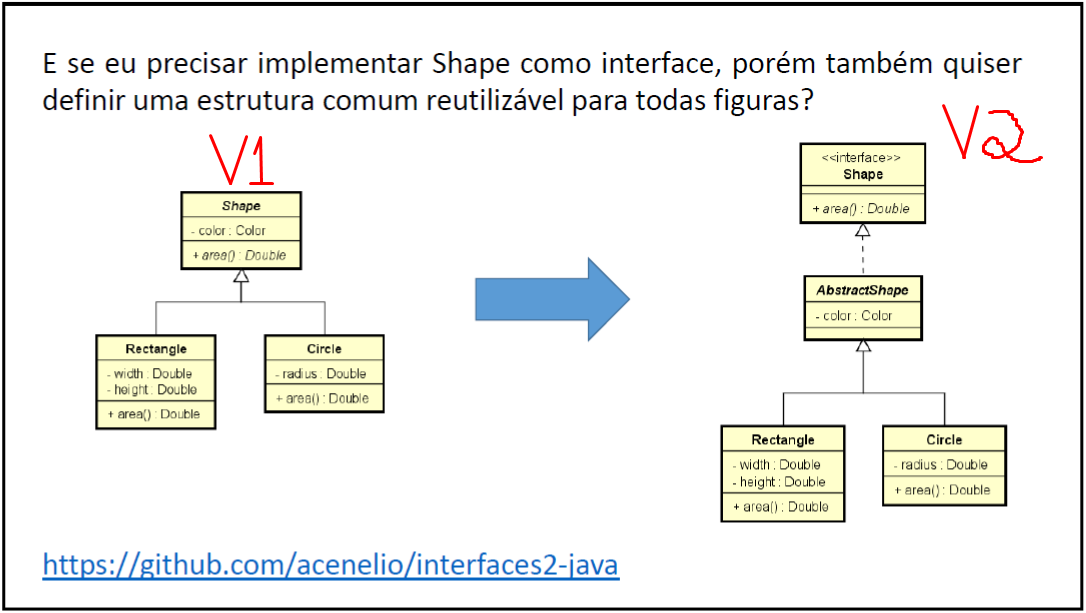 E se eu precisar implementar Shape como interface, porém também quiser
definir uma estrutura comum reutilizável para todas figuras?
V1
Shape
- color : Color
+ area() : Double
Rectangle
- width : Double
- height : Double
+ area() : Double
Circle
- radius : Double
+ area() : Double
V2
<<interface>>
Shape
+ area() : Double
AbstractShape
- color : Color
Rectangle
- width : Double
- height : Double
+ area() : Double
Circle
- radius : Double
+ area() : Double
https://github.com/acenelio/interfaces2-java